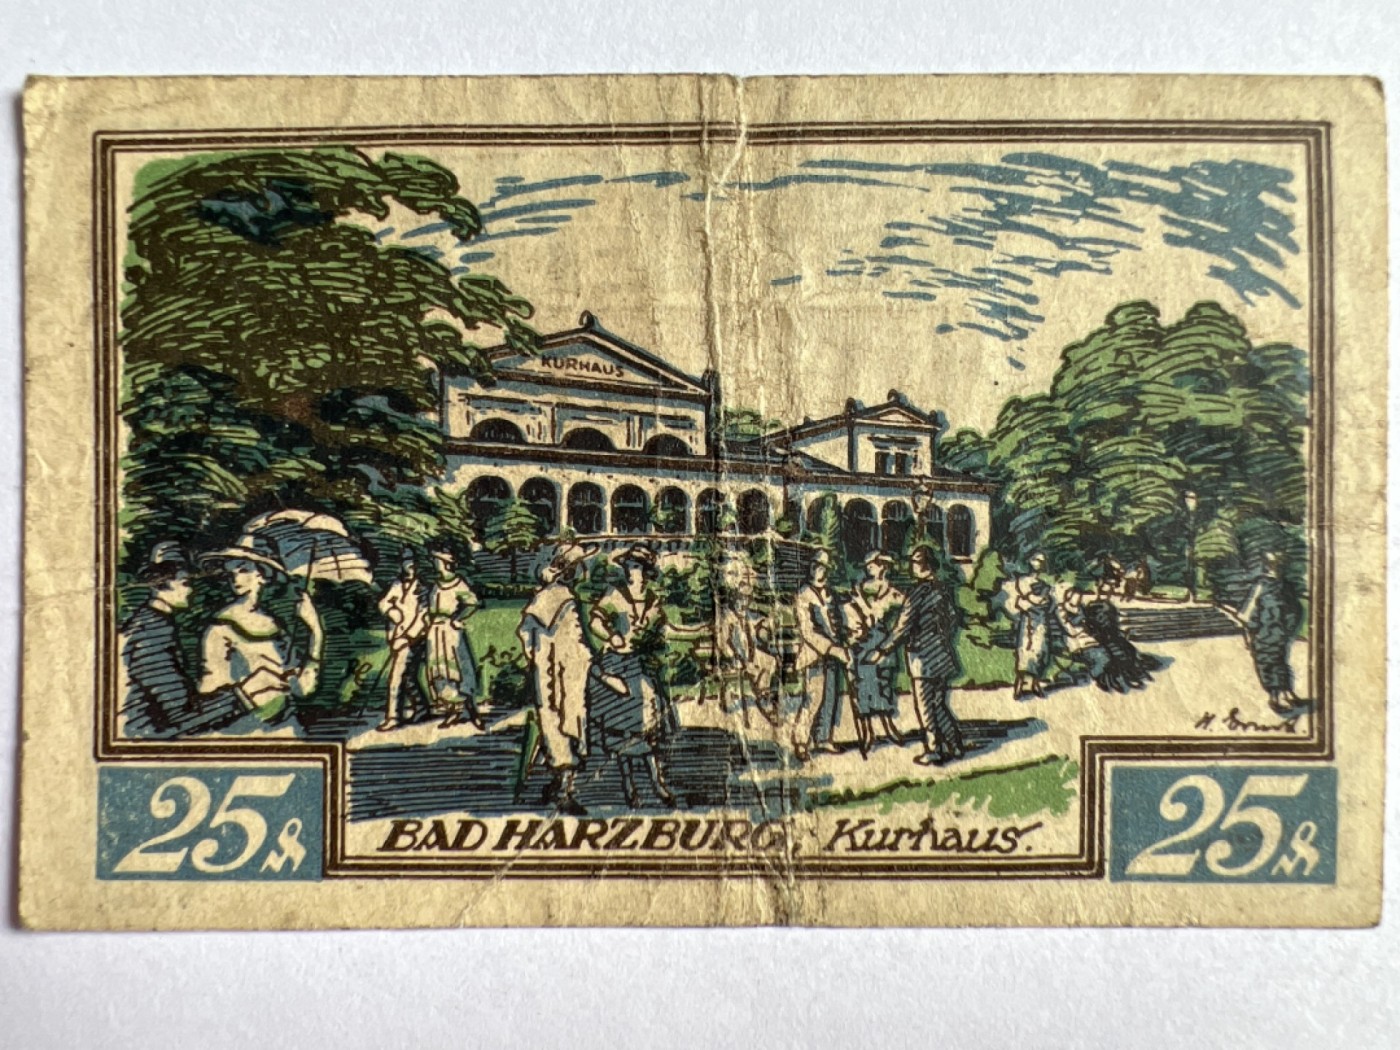 KURHAUS
25 ₰
25 ₰
BAD HARZBURG, Kurhaus.